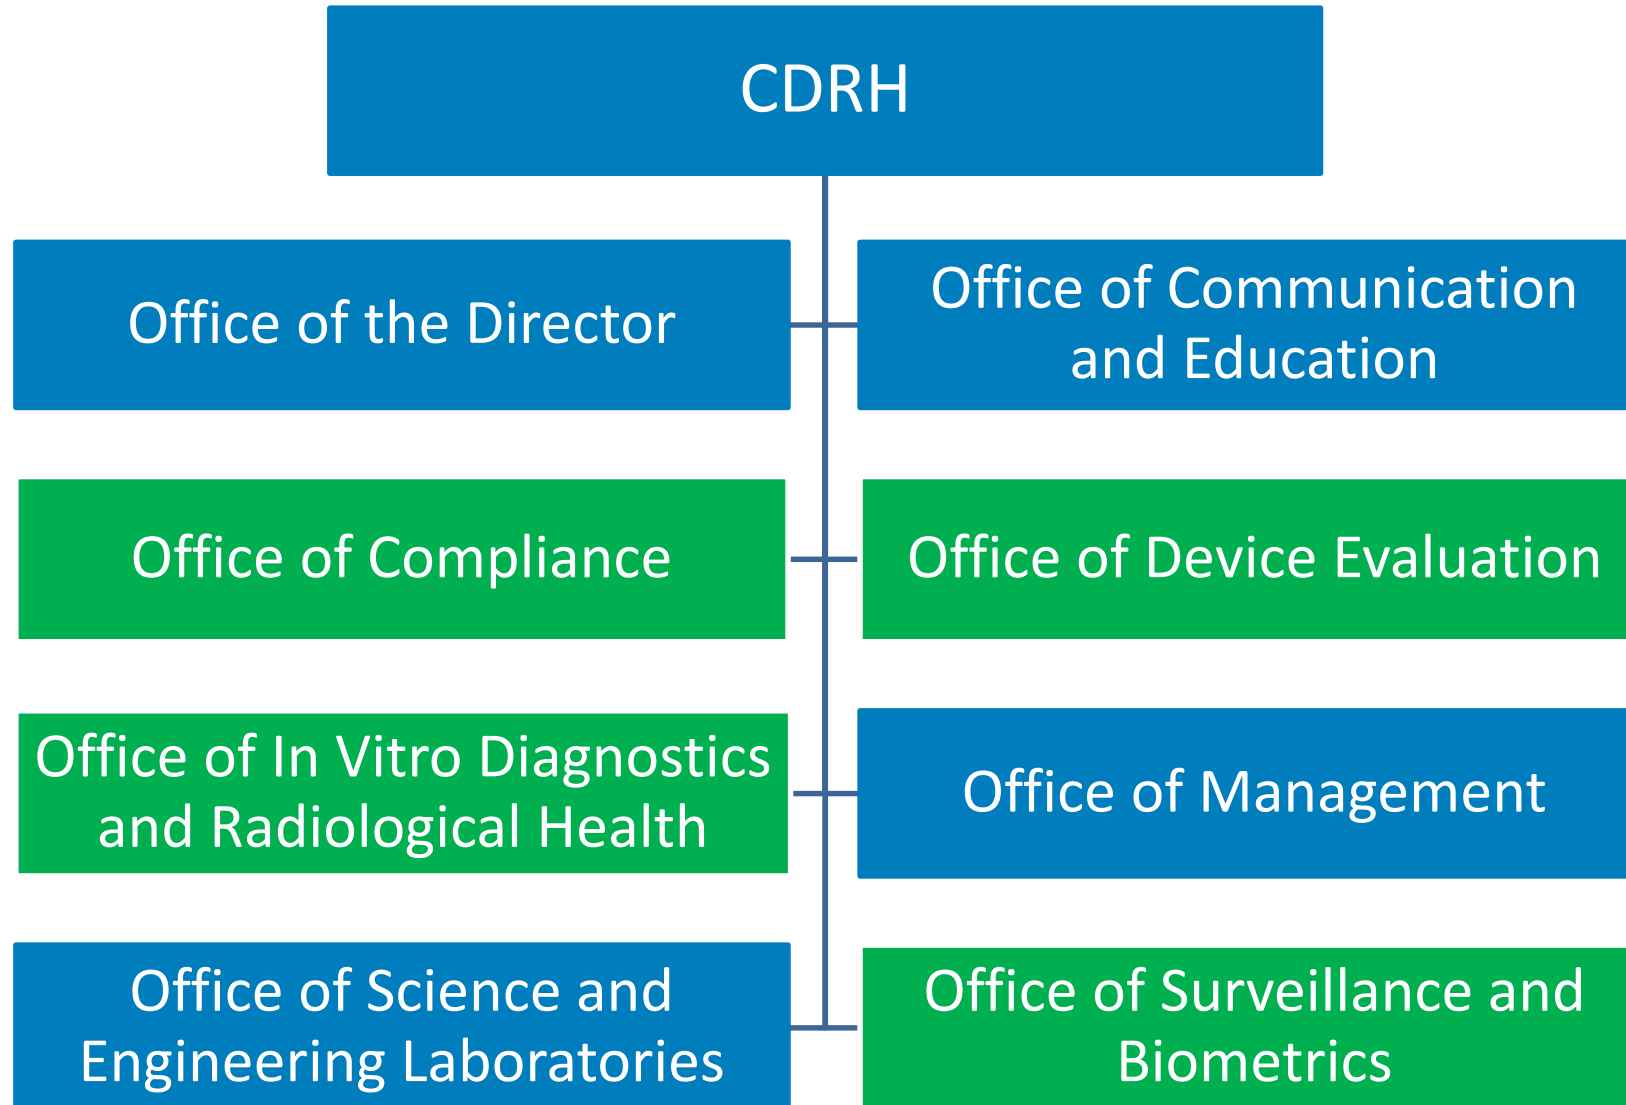 CDRH
Office of the Director
Office of Communication
and Education
Office of Compliance
Office of Device Evaluation
Office of In Vitro Diagnostics
and Radiological Health
Office of Management
Office of Science and
Engineering Laboratories
Office of Surveillance and
Biometrics